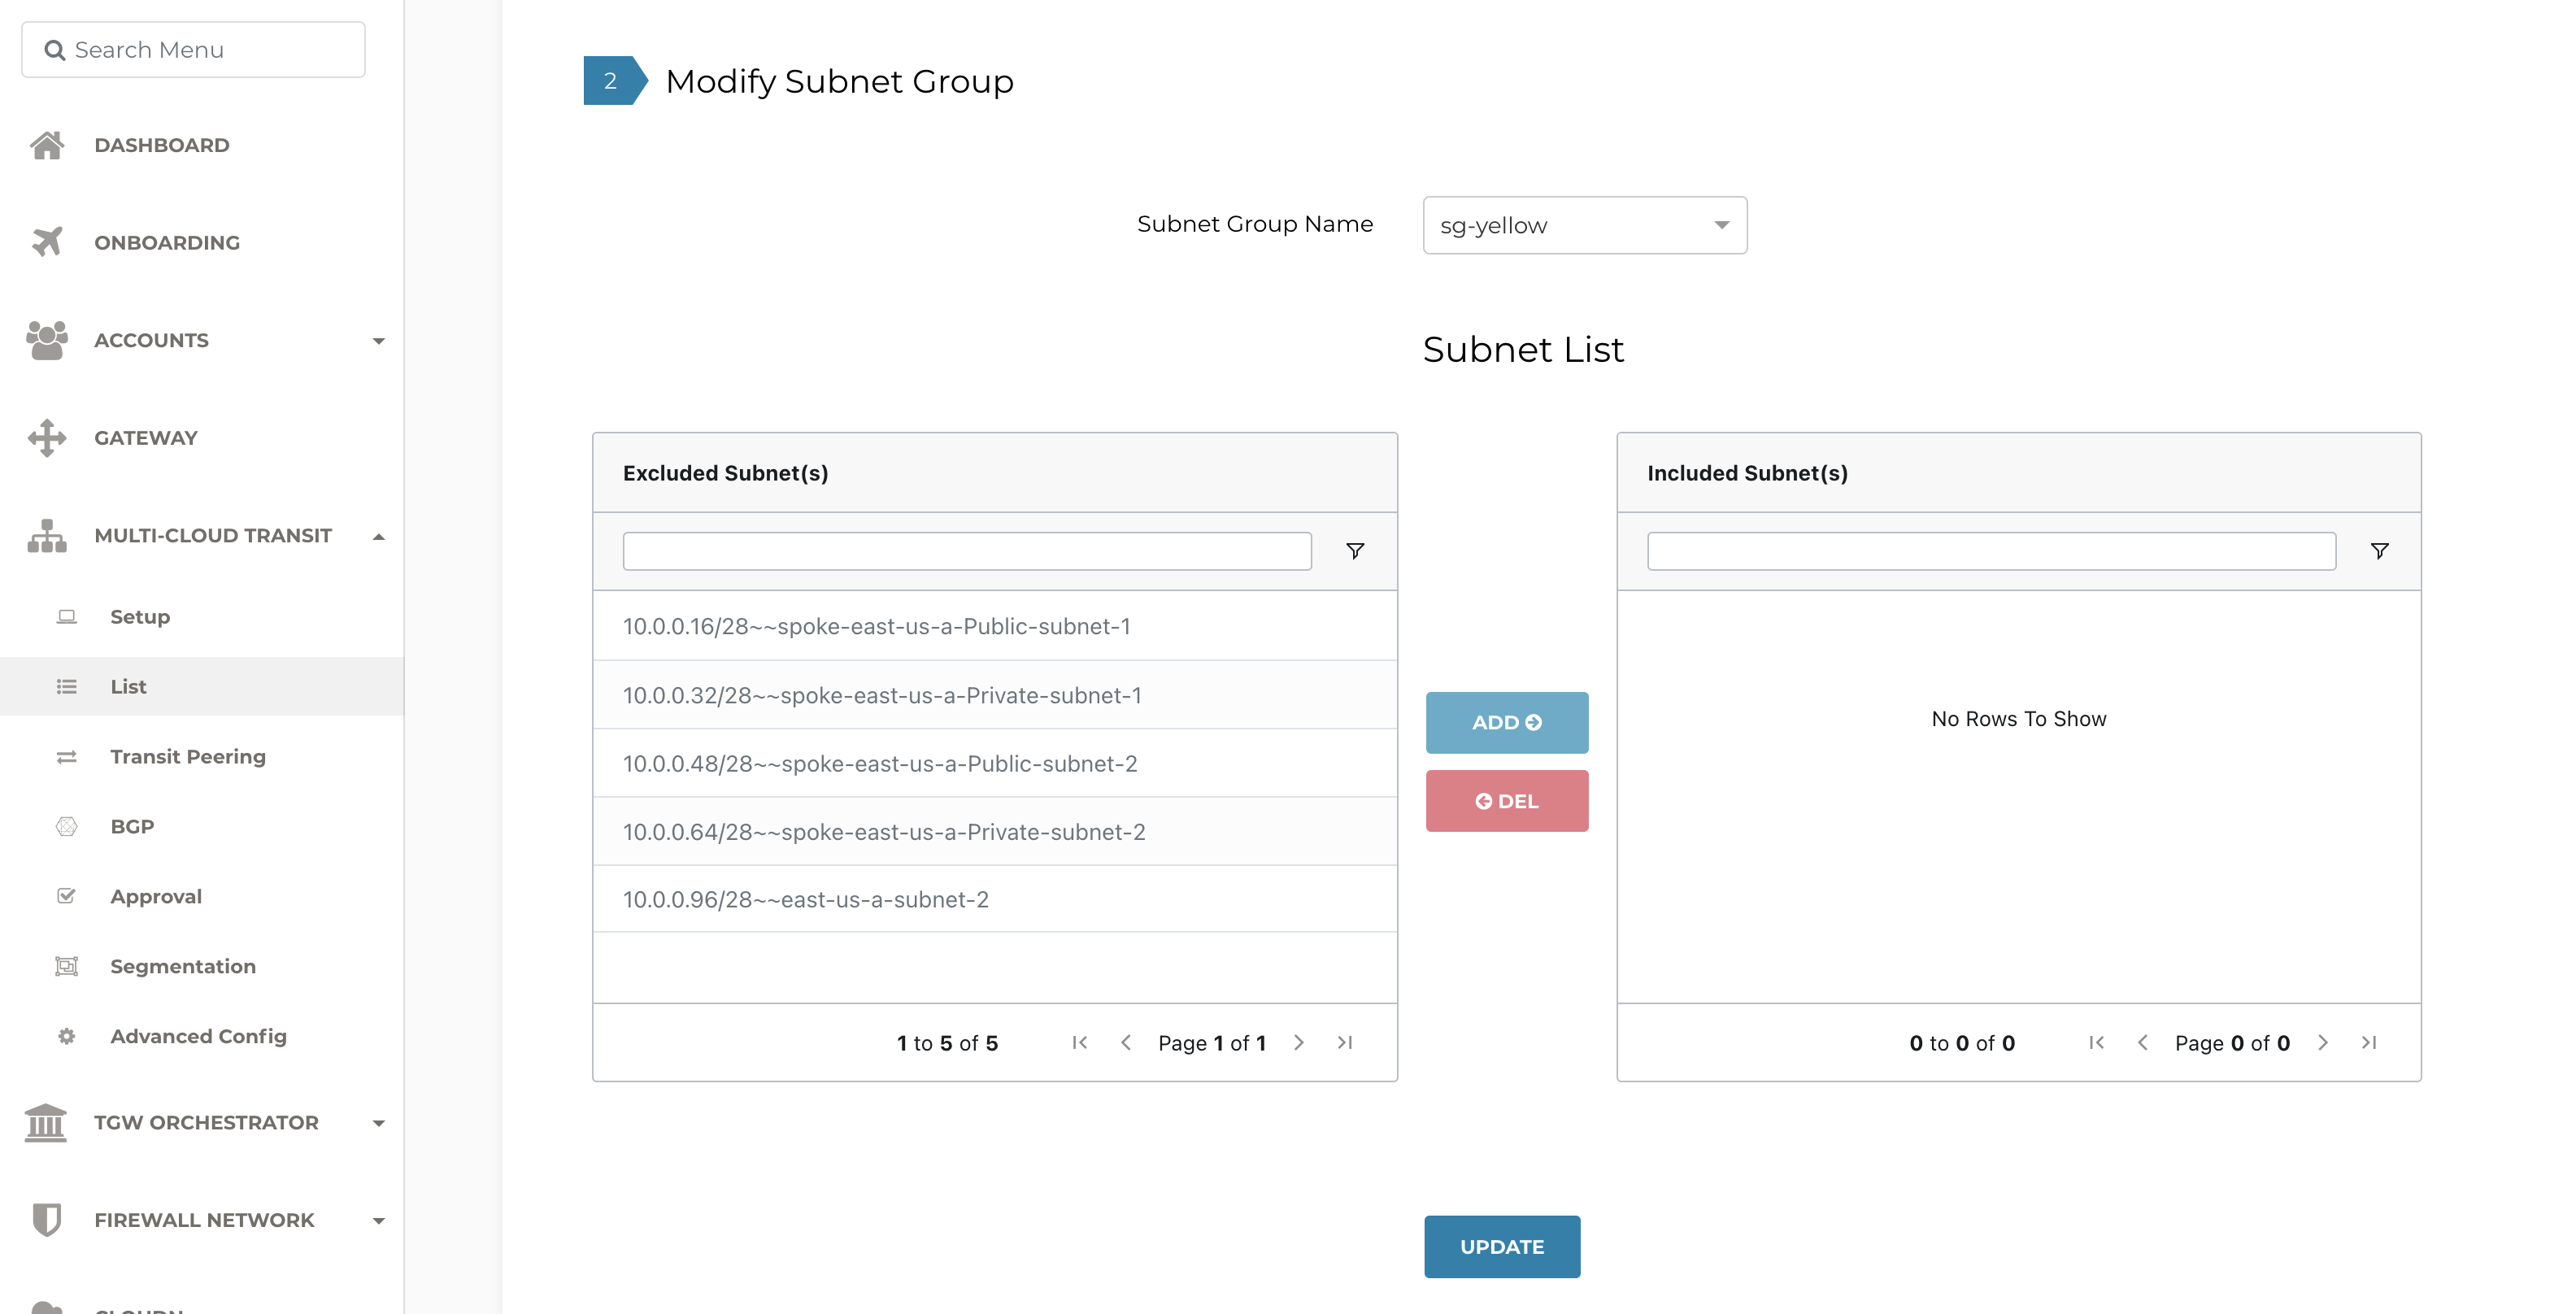 Search Menu
DASHBOARD
ONBOARDING
ACCOUNTS
GATEWAY
MULTI-CLOUD TRANSIT
Setup
List
Transit Peering
BGP
Approval
Segmentation
Advanced Config
TGW ORCHESTRATOR
FIREWALL NETWORK
2 Modify Subnet Group
Subnet Group Name sg-yellow
Subnet List
Excluded Subnet(s)
10.0.0.16/28~~spoke-east-us-a-Public-subnet-1
10.0.0.32/28~~spoke-east-us-a-Private-subnet-1
10.0.0.48/28~~spoke-east-us-a-Public-subnet-2
10.0.0.64/28~~spoke-east-us-a-Private-subnet-2
10.0.0.96/28~~east-us-a-subnet-2
1 to 5 of 5 Page 1 of 1
ADD
DEL
Included Subnet(s)
No Rows To Show
0 to 0 of 0 Page 0 of 0
UPDATE